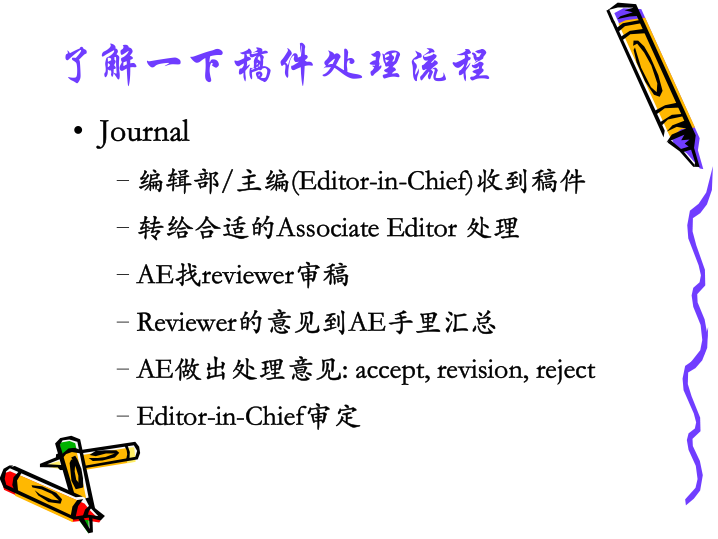 了解一下稿件处理流程
• Journal
– 编辑部/主编(Editor-in-Chief)收到稿件
– 转给合适的Associate Editor 处理
– AE找reviewer审稿
– Reviewer的意见到AE手里汇总
– AE做出处理意见: accept, revision, reject
– Editor-in-Chief审定